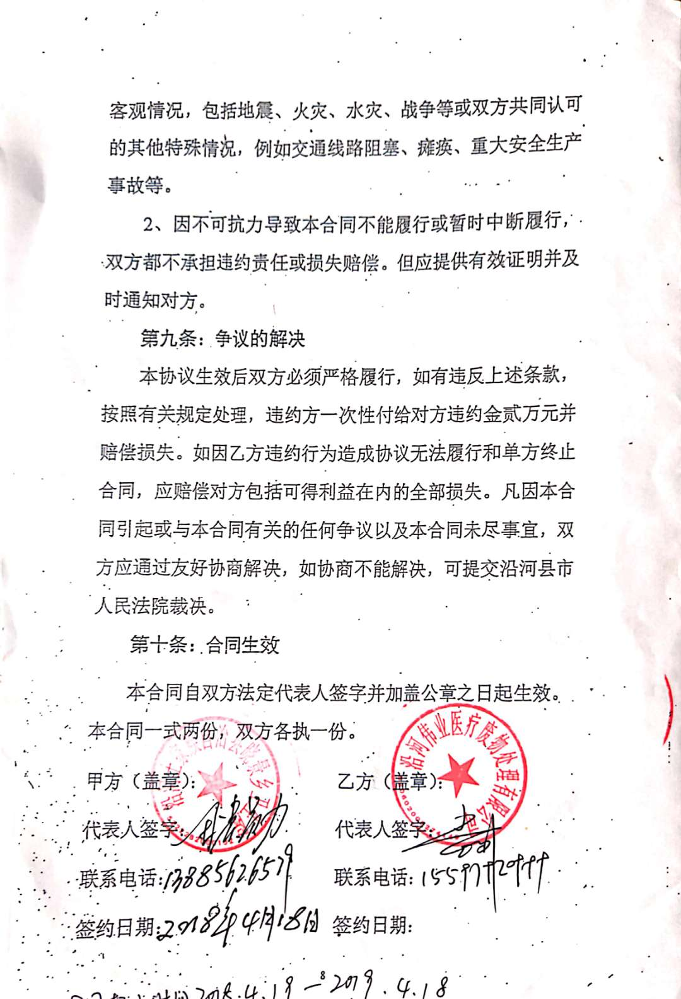 客观情况，包括地震、火灾、水灾、战争等或双方共同认可
的其他特殊情况，例如交通线路阻塞、瘫痪、重大安全生产
事故等。
2、因不可抗力导致本合同不能履行或暂时中断履行，
双方都不承担违约责任或损失赔偿。但应提供有效证明并及
时通知对方。
第九条：争议的解决
本协议生效后双方必须严格履行，如有违反上述条款，
按照有关规定处理，违约方一次性付给对方违约金贰万元并
赔偿损失。如因乙方违约行为造成协议无法履行和单方终止
合同，应赔偿对方包括可得利益在内的全部损失。凡因本合
同引起或与本合同有关的任何争议以及本合同未尽事宜，双
方应通过友好协商解决，如协商不能解决，可提交沿河县市
人民法院裁决。
第十条：合同生效
本合同自双方法定代表人签字并加盖公章之日起生效。
本合同一式两份，双方各执一份。
甲方（盖章）： 乙方（盖章）：
沿河伟业医疗废物处理有限公司
代表人签字： 代表人签字：
联系电话：13885626579 联系电话：
签约日期：2018年4月18日 签约日期：
2018.4.18—2019.4.18